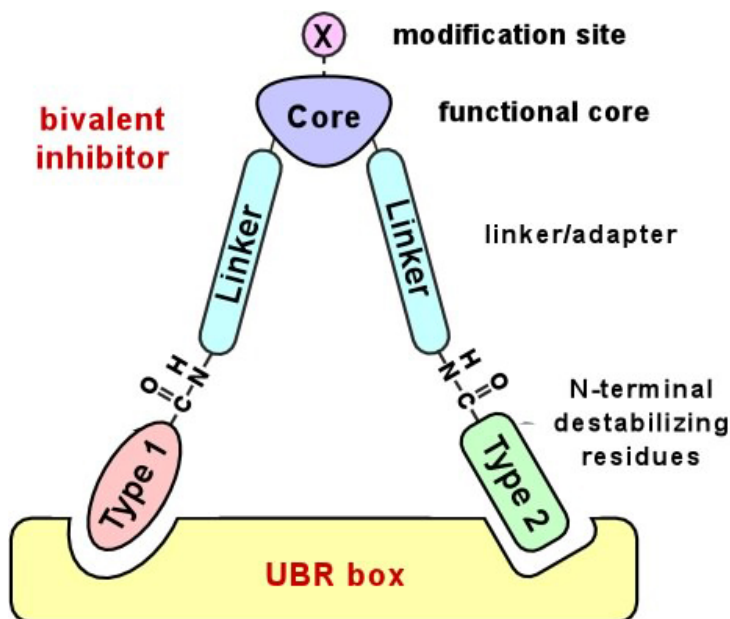 X
modification site
Core
functional core
bivalent
inhibitor
Linker
Linker
linker/adapter
H
O=C-N
H
N-C=O
N-terminal
destabilizing
residues
Type 1
Type 2
UBR box